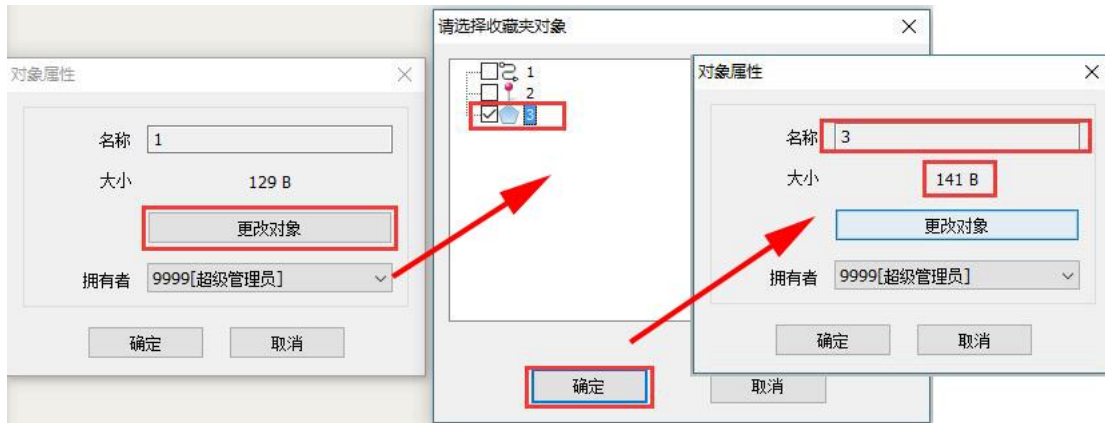 对象属性
名称 1
大小 129 B
更改对象
拥有者 9999[超级管理员]
确定 取消
请选择收藏夹对象
1
2
3
确定 取消
对象属性
名称 3
大小 141 B
更改对象
拥有者 9999[超级管理员]
确定 取消